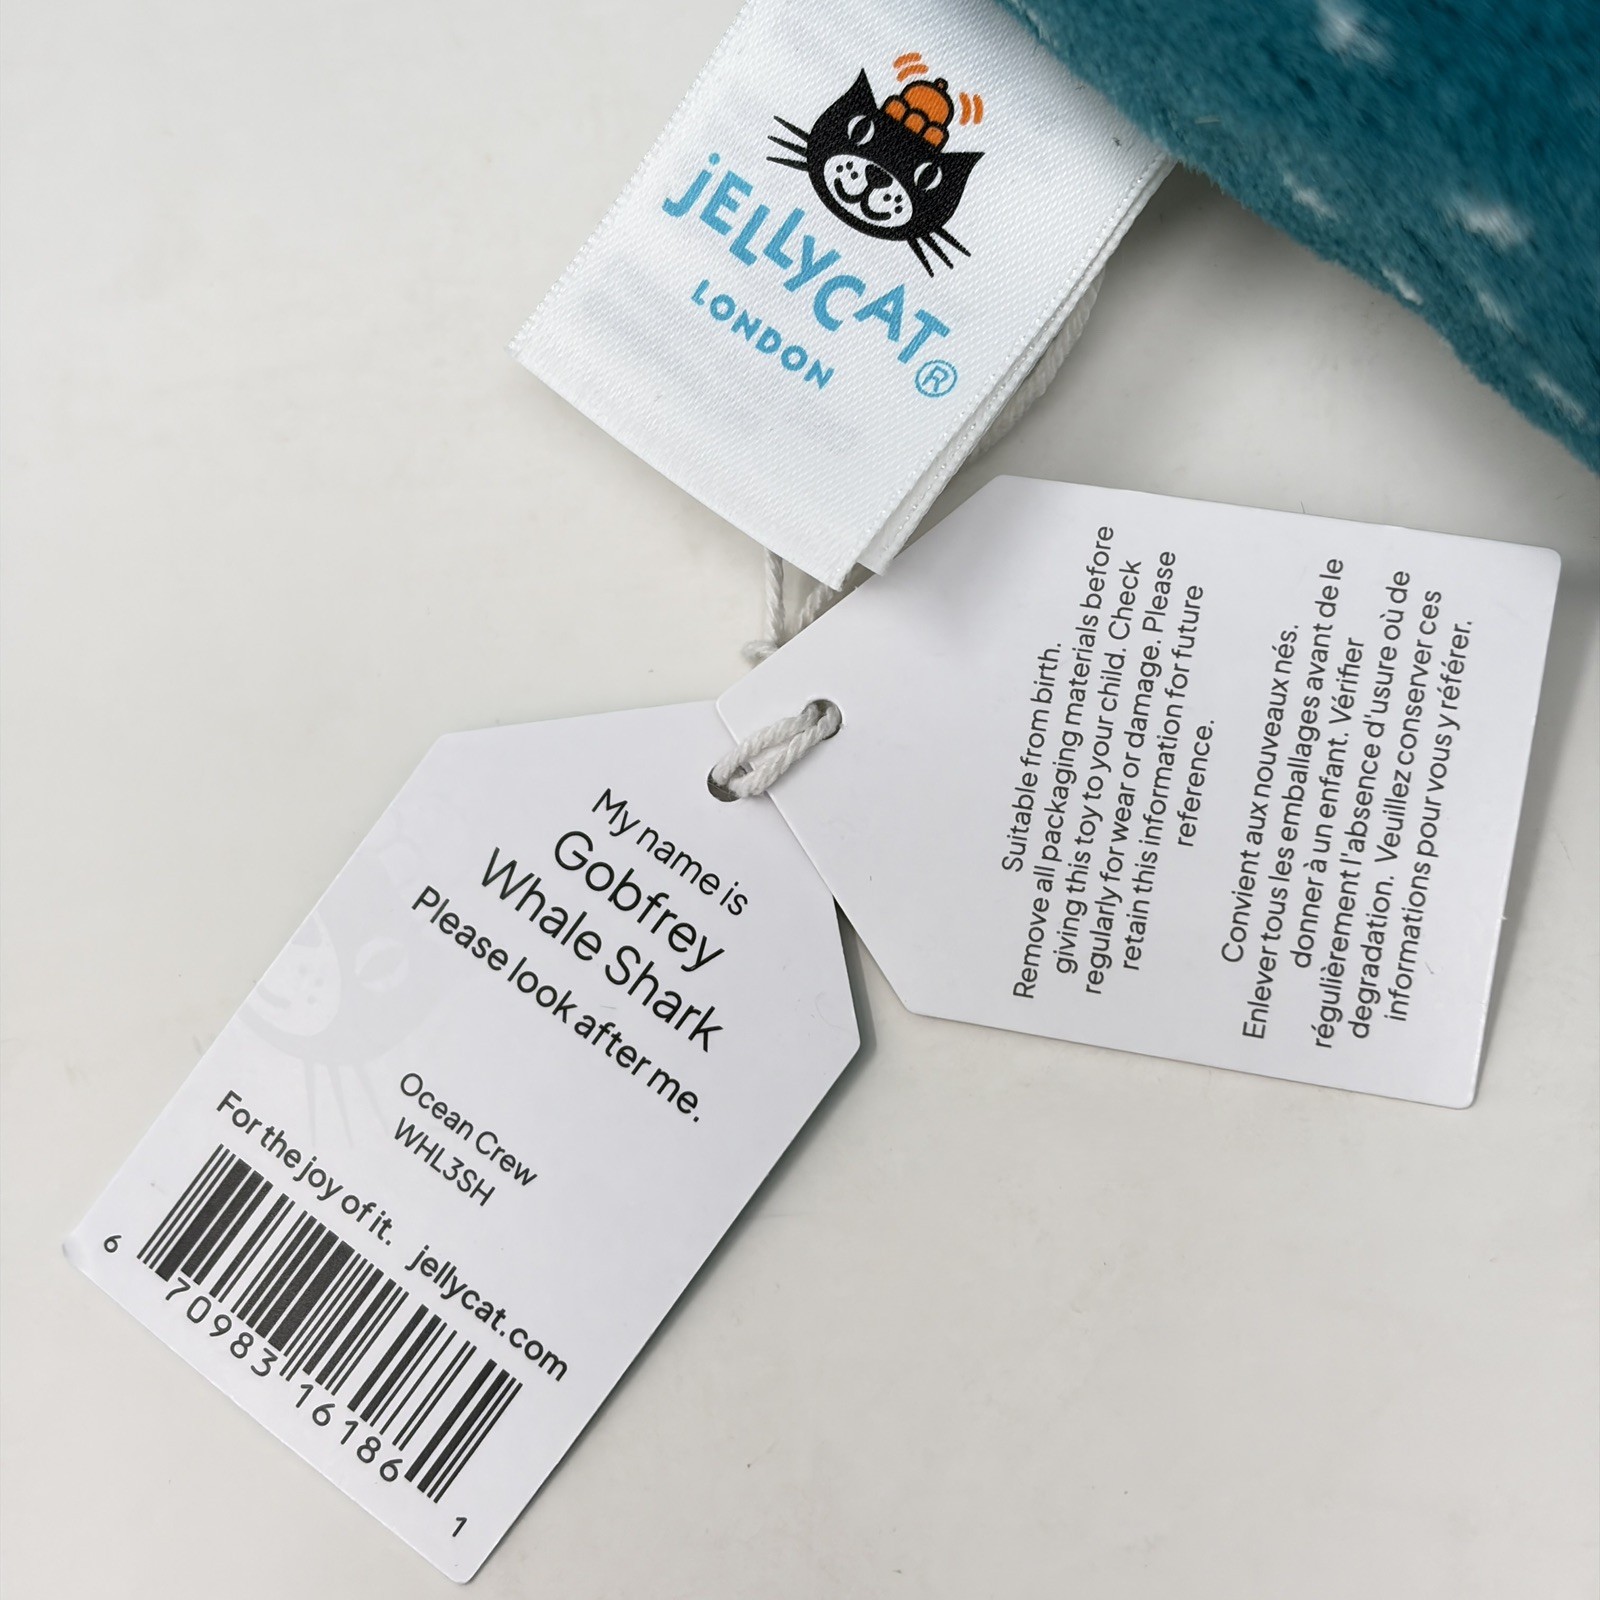 jELLYCAT®
LONDON
My name is
Gobfrey
Whale Shark
Please look after me.
Ocean Crew
WHL3SH
For the joy of it. jellycat.com
6 70983 16186 1
Suitable from birth.
Remove all packaging materials before
giving this toy to your child. Check
regularly for wear or damage. Please
retain this information for future
reference.
Convient aux nouveaux nés.
Enlever tous les emballages avant de le
donner à un enfant. Vérifier
régulièrement l'absence d'usure où de
degradation. Veuillez conserver ces
informations pour vous y référer.